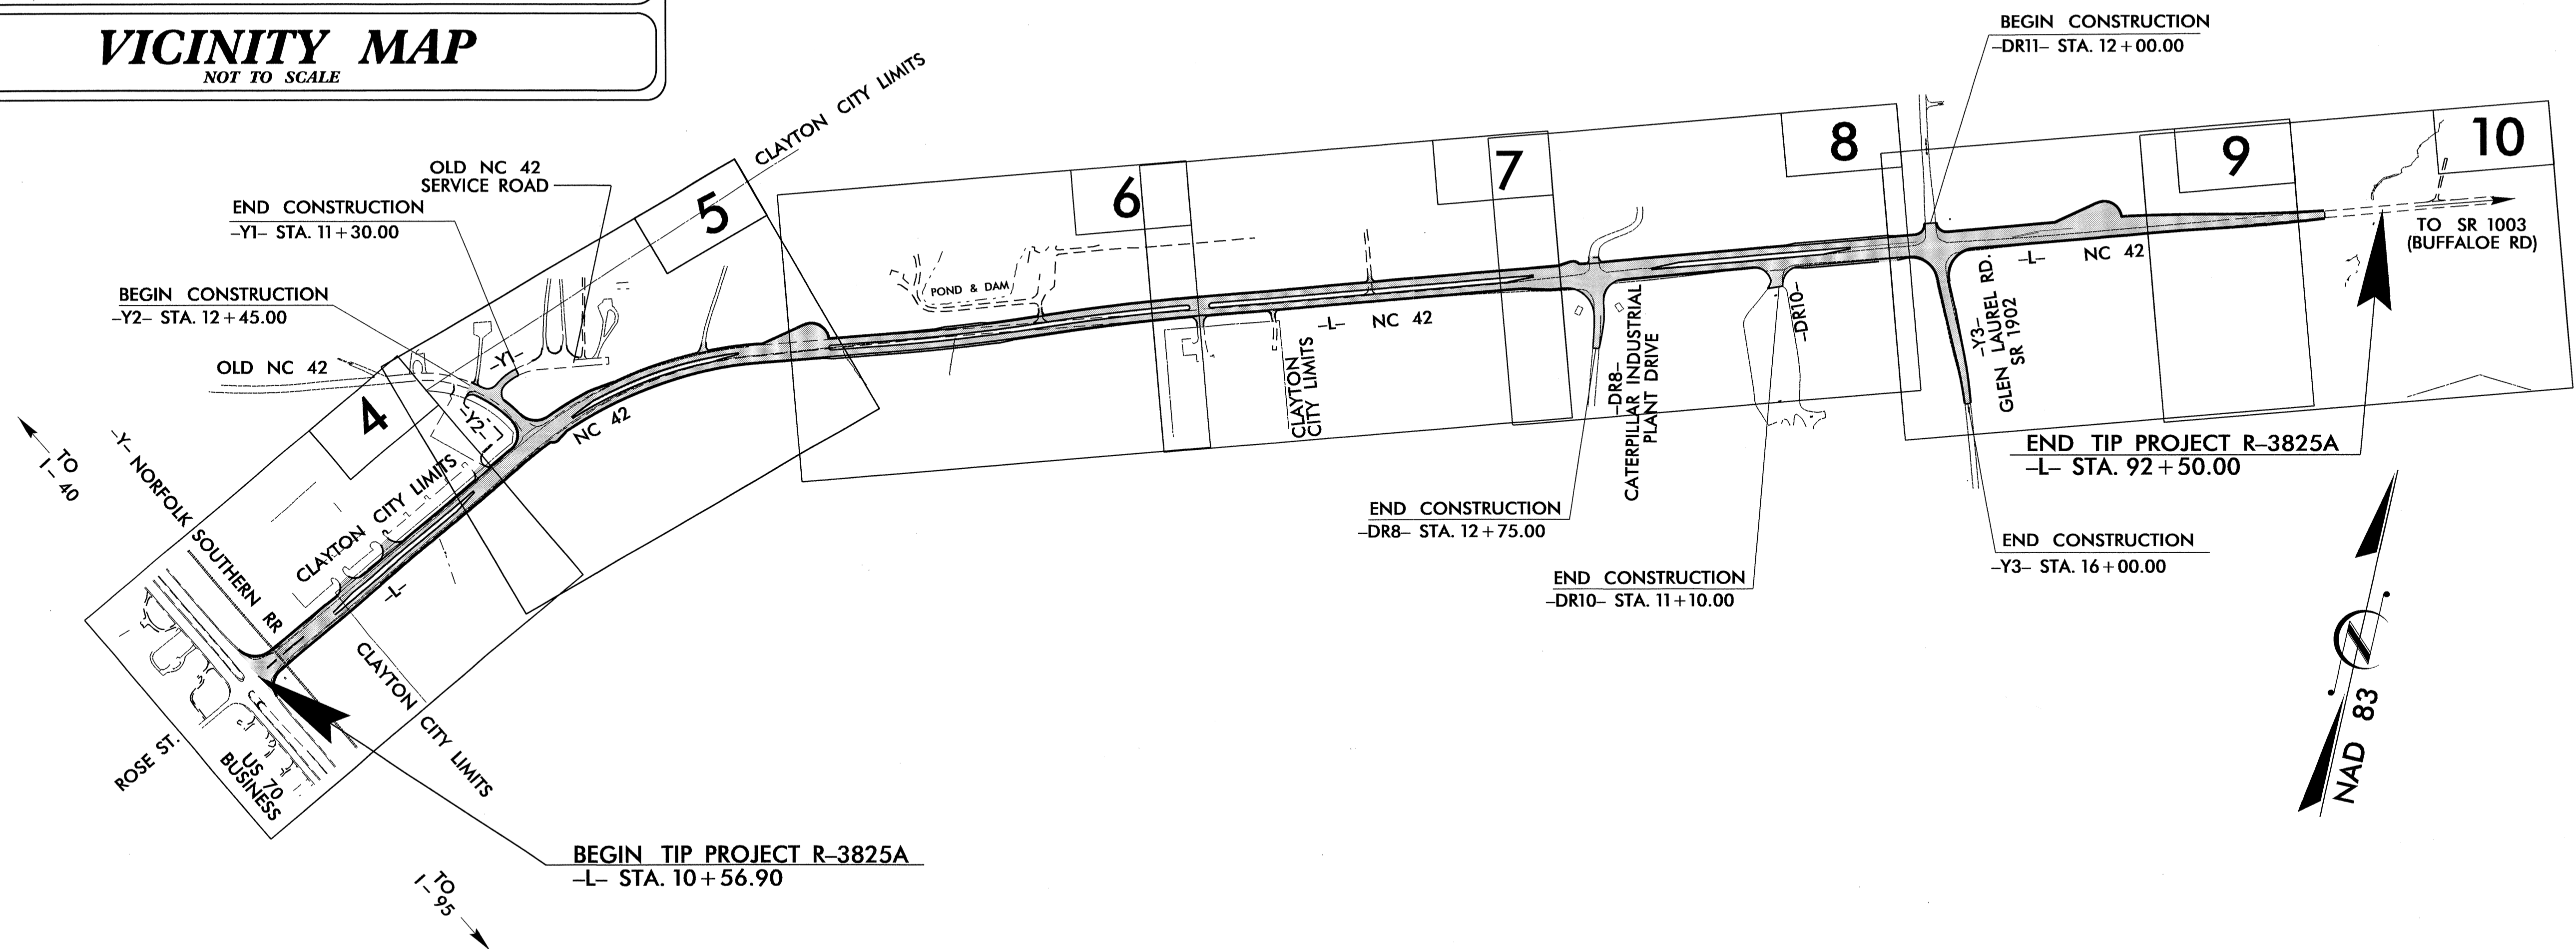 VICINITY MAP
NOT TO SCALE
BEGIN CONSTRUCTION
–DR11– STA. 12+00.00
CLAYTON CITY LIMITS
OLD NC 42
SERVICE ROAD
END CONSTRUCTION
–Y1– STA. 11+30.00
BEGIN CONSTRUCTION
–Y2– STA. 12+45.00
OLD NC 42
4
5
6
7
8
9
10
–Y1–
–Y2–
POND & DAM
NC 42
–L– NC 42
CLAYTON
CITY LIMITS
–DR8–
CATERPILLAR INDUSTRIAL
PLANT DRIVE
–DR10–
–Y3–
GLEN LAUREL RD.
SR 1902
–L– NC 42
TO SR 1003
(BUFFALOE RD)
TO
I–40
–Y– NORFOLK SOUTHERN RR
CLAYTON CITY LIMITS
–L–
CLAYTON CITY LIMITS
ROSE ST.
US 70
BUSINESS
END TIP PROJECT R–3825A
–L– STA. 92+50.00
END CONSTRUCTION
–DR8– STA. 12+75.00
END CONSTRUCTION
–DR10– STA. 11+10.00
END CONSTRUCTION
–Y3– STA. 16+00.00
BEGIN TIP PROJECT R–3825A
–L– STA. 10+56.90
TO
I–95
NAD 83